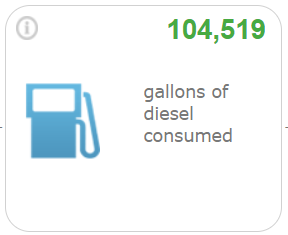 104,519
gallons of
diesel
consumed